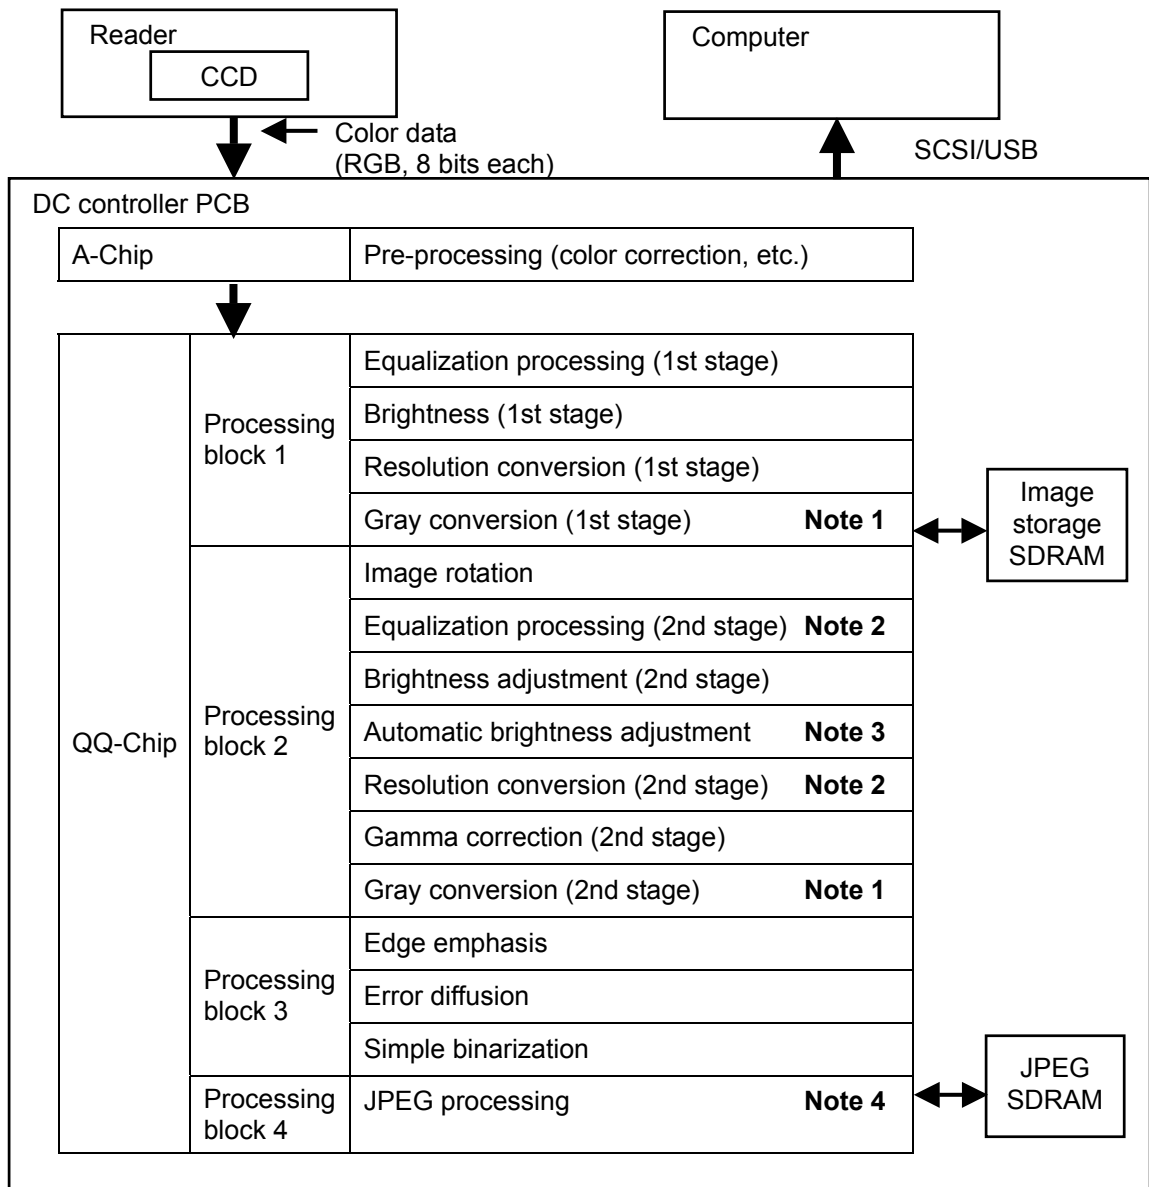 Reader
CCD
Computer
Color data
(RGB, 8 bits each)
SCSI/USB
DC controller PCB
A-Chip
Pre-processing (color correction, etc.)
QQ-Chip
Processing
block 1
Equalization processing (1st stage)
Brightness (1st stage)
Resolution conversion (1st stage)
Gray conversion (1st stage) Note 1
Image
storage
SDRAM
Processing
block 2
Image rotation
Equalization processing (2nd stage) Note 2
Brightness adjustment (2nd stage)
Automatic brightness adjustment Note 3
Resolution conversion (2nd stage) Note 2
Gamma correction (2nd stage)
Gray conversion (2nd stage) Note 1
Processing
block 3
Edge emphasis
Error diffusion
Simple binarization
Processing
block 4
JPEG processing Note 4
JPEG
SDRAM